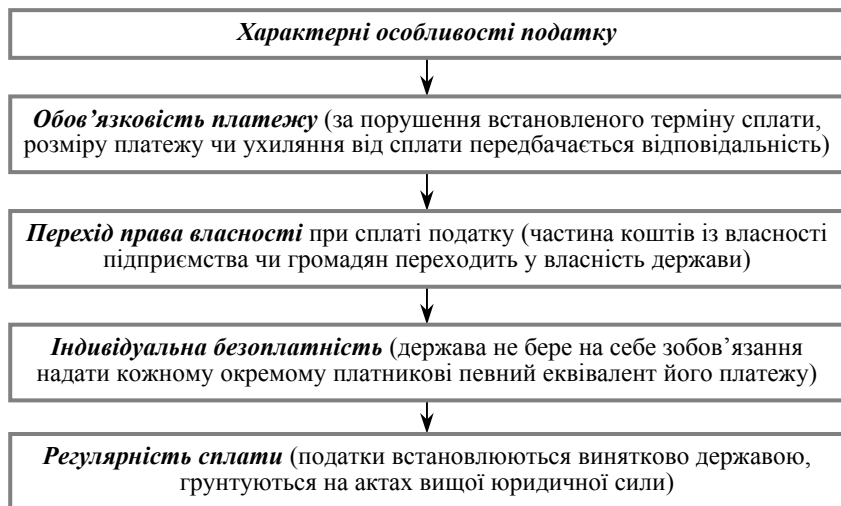 Характерні особливості податку
Обов’язковість платежу (за порушення встановленого терміну сплати,
розміру платежу чи ухиляння від сплати передбачається відповідальність)
Перехід права власності при сплаті податку (частина коштів із власності
підприємства чи громадян переходить у власність держави)
Індивідуальна безоплатність (держава не бере на себе зобов’язання
надати кожному окремому платникові певний еквівалент його платежу)
Регулярність сплати (податки встановлюються винятково державою,
грунтуються на актах вищої юридичної сили)